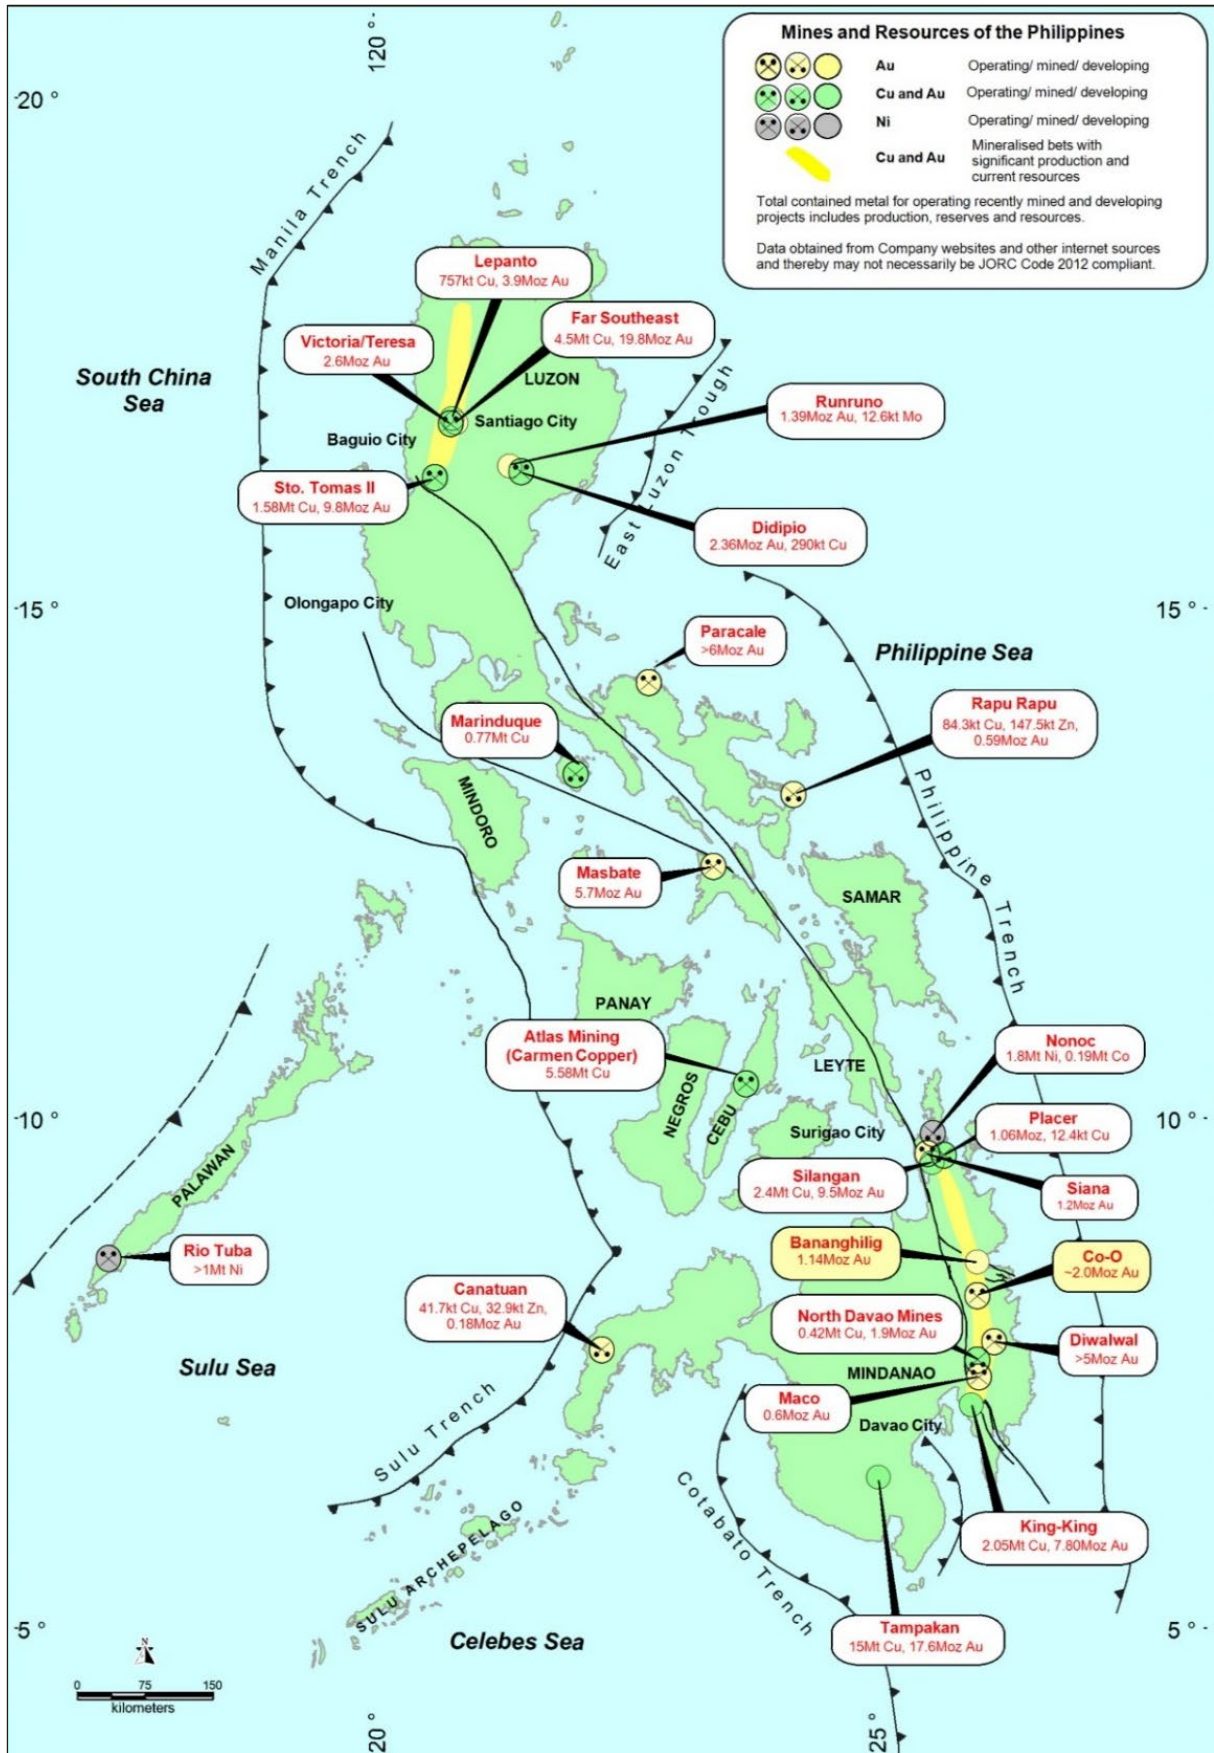 Mines and Resources of the Philippines
Au Operating/ mined/ developing
Cu and Au Operating/ mined/ developing
Ni Operating/ mined/ developing
Cu and Au Mineralised bets with
significant production and
current resources
Total contained metal for operating recently mined and developing
projects includes production, reserves and resources.
Data obtained from Company websites and other internet sources
and thereby may not necessarily be JORC Code 2012 compliant.
120 °
20 °
Manila Trench
Lepanto
757kt Cu, 3.9Moz Au
Far Southeast
4.5Mt Cu, 19.8Moz Au
Victoria/Teresa
2.6Moz Au
South China
Sea
LUZON
East Luzon Trough
Runruno
1.39Moz Au, 12.6kt Mo
Santiago City
Baguio City
Sto. Tomas II
1.58Mt Cu, 9.8Moz Au
Didipio
2.36Moz Au, 290kt Cu
Olongapo City
15 °
15 °
Paracale
>6Moz Au
Philippine Sea
Rapu Rapu
84.3kt Cu, 147.5kt Zn,
0.59Moz Au
Marinduque
0.77Mt Cu
MINDORO
Philippine Trench
Masbate
5.7Moz Au
SAMAR
PANAY
Atlas Mining
(Carmen Copper)
5.58Mt Cu
NEGROS
CEBU
LEYTE
Nonoc
1.8Mt Ni, 0.19Mt Co
10 °
10 °
Surigao City
Placer
1.06Moz, 12.4kt Cu
PALAWAN
Silangan
2.4Mt Cu, 9.5Moz Au
Siana
1.2Moz Au
Rio Tuba
>1Mt Ni
Bananghilig
1.14Moz Au
Co-O
~2.0Moz Au
Canatuan
41.7kt Cu, 32.9kt Zn,
0.18Moz Au
North Davao Mines
0.42Mt Cu, 1.9Moz Au
Diwalwal
>5Moz Au
Sulu Sea
MINDANAO
Maco
0.6Moz Au
Davao City
Sulu Trench
Cotabato Trench
King-King
2.05Mt Cu, 7.80Moz Au
SULU ARCHEPELAGO
Tampakan
15Mt Cu, 17.6Moz Au
5 °
5 °
Celebes Sea
N
0 75 150
kilometers
20 °
25 °